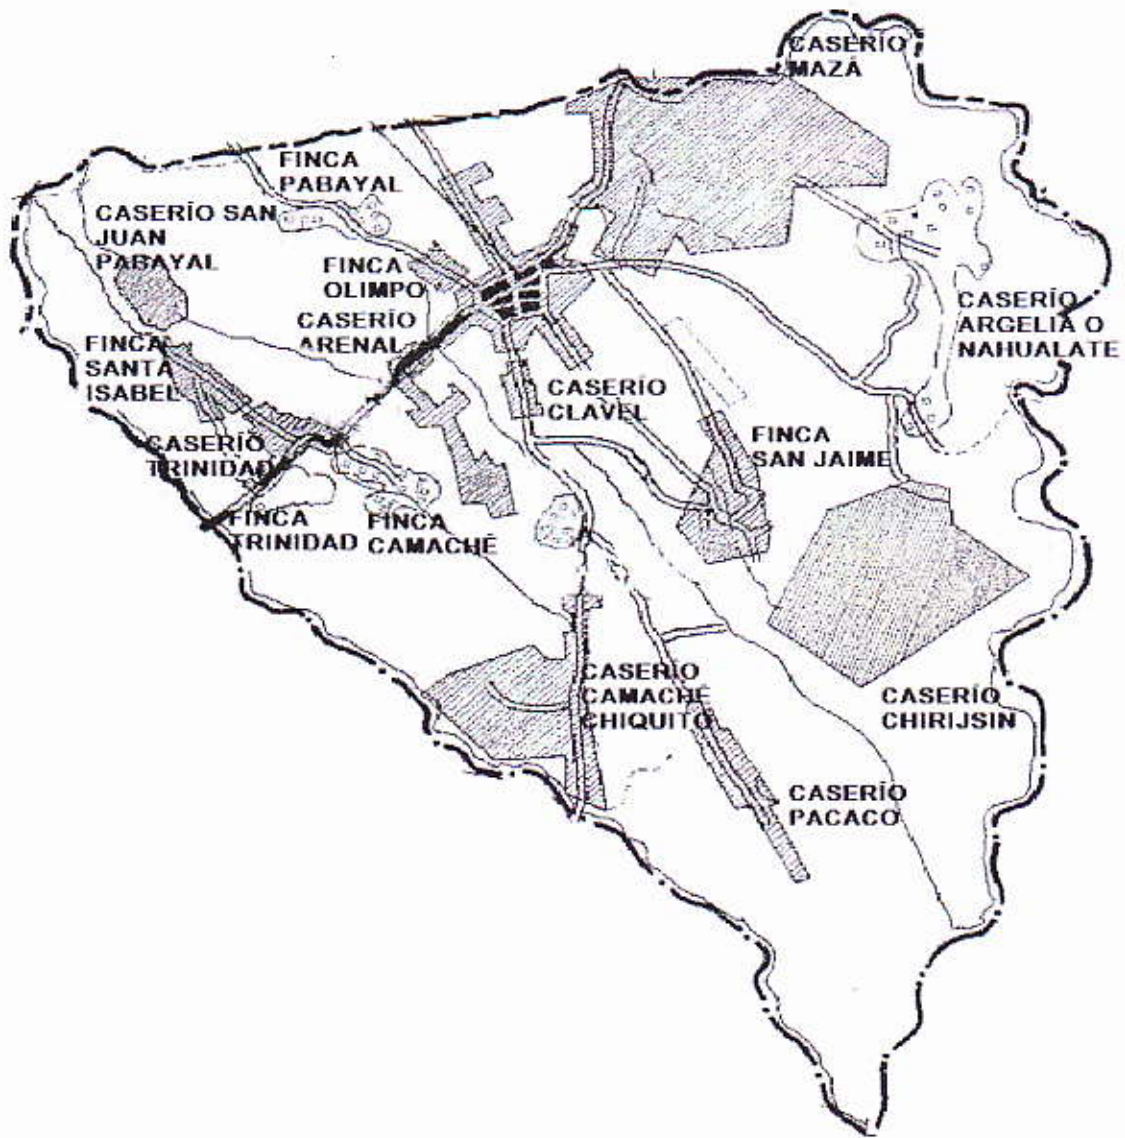 CASERÍO
MAZÁ
FINCA
PABAYAL
CASERÍO SAN
JUAN
PABAYAL
FINCA
OLIMPO
CASERÍO
ARENAL
CASERÍO
ARGELIA O
NAHUALATE
FINCA
SANTA
ISABEL
CASERÍO
CLAVEL
FINCA
SAN JAIME
CASERÍO
TRINIDAD
FINCA
TRINIDAD
FINCA
CAMACHÉ
CASERÍO
CAMACHÉ
CHIQUITO
CASERÍO
CHIRIJSIN
CASERÍO
PACACO